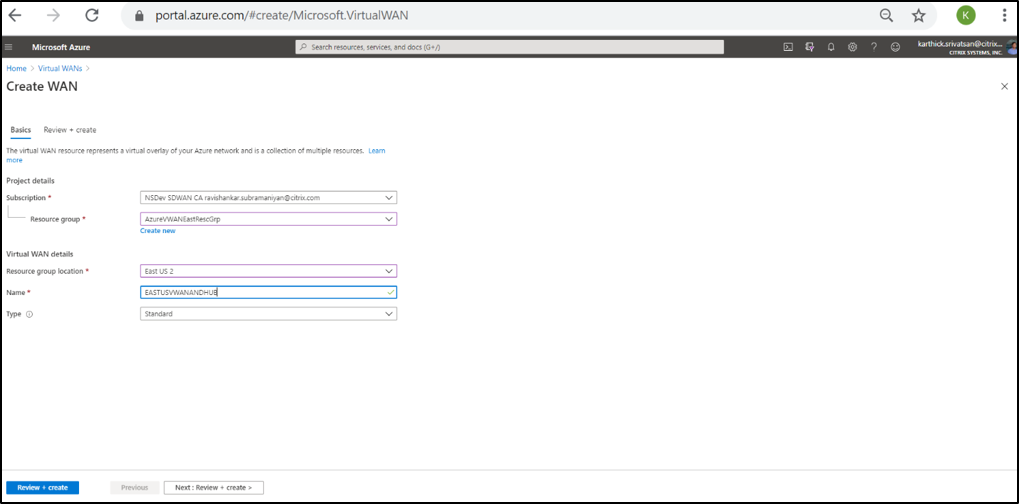 portal.azure.com/#create/Microsoft.VirtualWAN
K
Microsoft Azure
Search resources, services, and docs (G+/)
karthick.srivatsan@citrix...
CITRIX SYSTEMS, INC.
Home > Virtual WANs >
Create WAN
Basics Review + create
The virtual WAN resource represents a virtual overlay of your Azure network and is a collection of multiple resources. Learn
more
Project details
Subscription * NSDev SDWAN CA ravishankar.subramaniyan@citrix.com
Resource group * AzureVWANEastRescGrp
Create new
Virtual WAN details
Resource group location * East US 2
Name * EASTUSVWANANDHUB
Type Standard
Review + create Previous Next : Review + create >